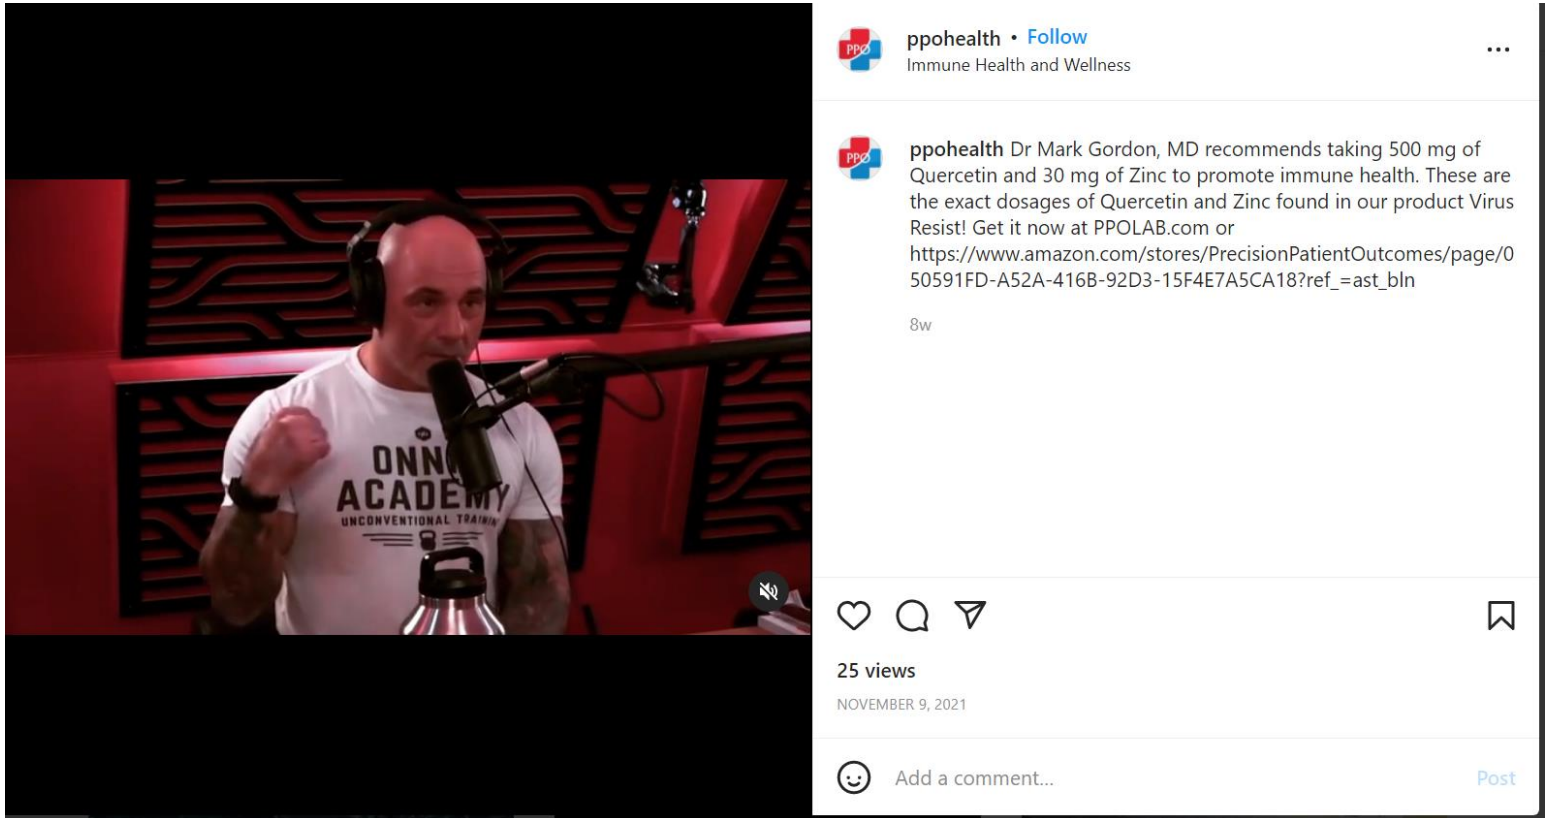 ONN
ACADEMY
UNCONVENTIONAL TRAININ
PPO
ppohealth • Follow
Immune Health and Wellness
PPO
ppohealth Dr Mark Gordon, MD recommends taking 500 mg of
Quercetin and 30 mg of Zinc to promote immune health. These are
the exact dosages of Quercetin and Zinc found in our product Virus
Resist! Get it now at PPOLAB.com or
https://www.amazon.com/stores/PrecisionPatientOutcomes/page/0
50591FD-A52A-416B-92D3-15F4E7A5CA18?ref_=ast_bln
8w
25 views
NOVEMBER 9, 2021
Add a comment...
Post